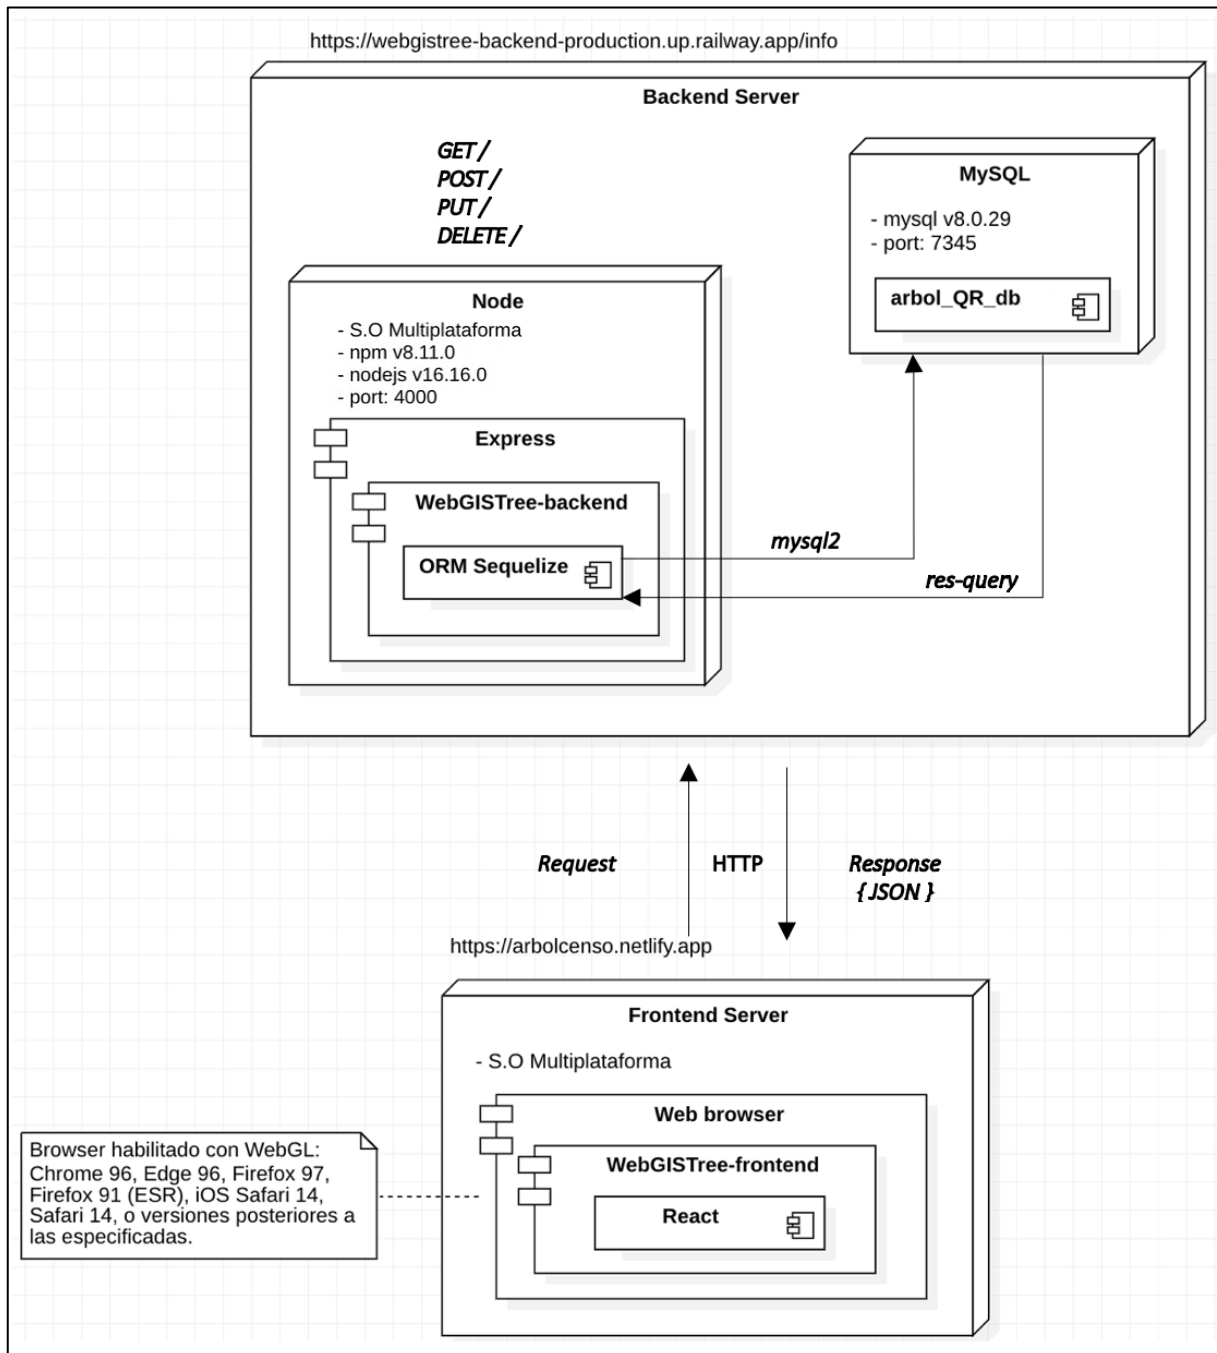 https://webgistree-backend-production.up.railway.app/info
Backend Server
GET /
POST /
PUT /
DELETE /
MySQL
- mysql v8.0.29
- port: 7345
arbol_QR_db
Node
- S.O Multiplataforma
- npm v8.11.0
- nodejs v16.16.0
- port: 4000
Express
WebGISTree-backend
ORM Sequelize
mysql2
res-query
Request
HTTP
Response
{ JSON }
https://arbolcenso.netlify.app
Frontend Server
- S.O Multiplataforma
Web browser
WebGISTree-frontend
React
Browser habilitado con WebGL:
Chrome 96, Edge 96, Firefox 97,
Firefox 91 (ESR), iOS Safari 14,
Safari 14, o versiones posteriores a
las especificadas.